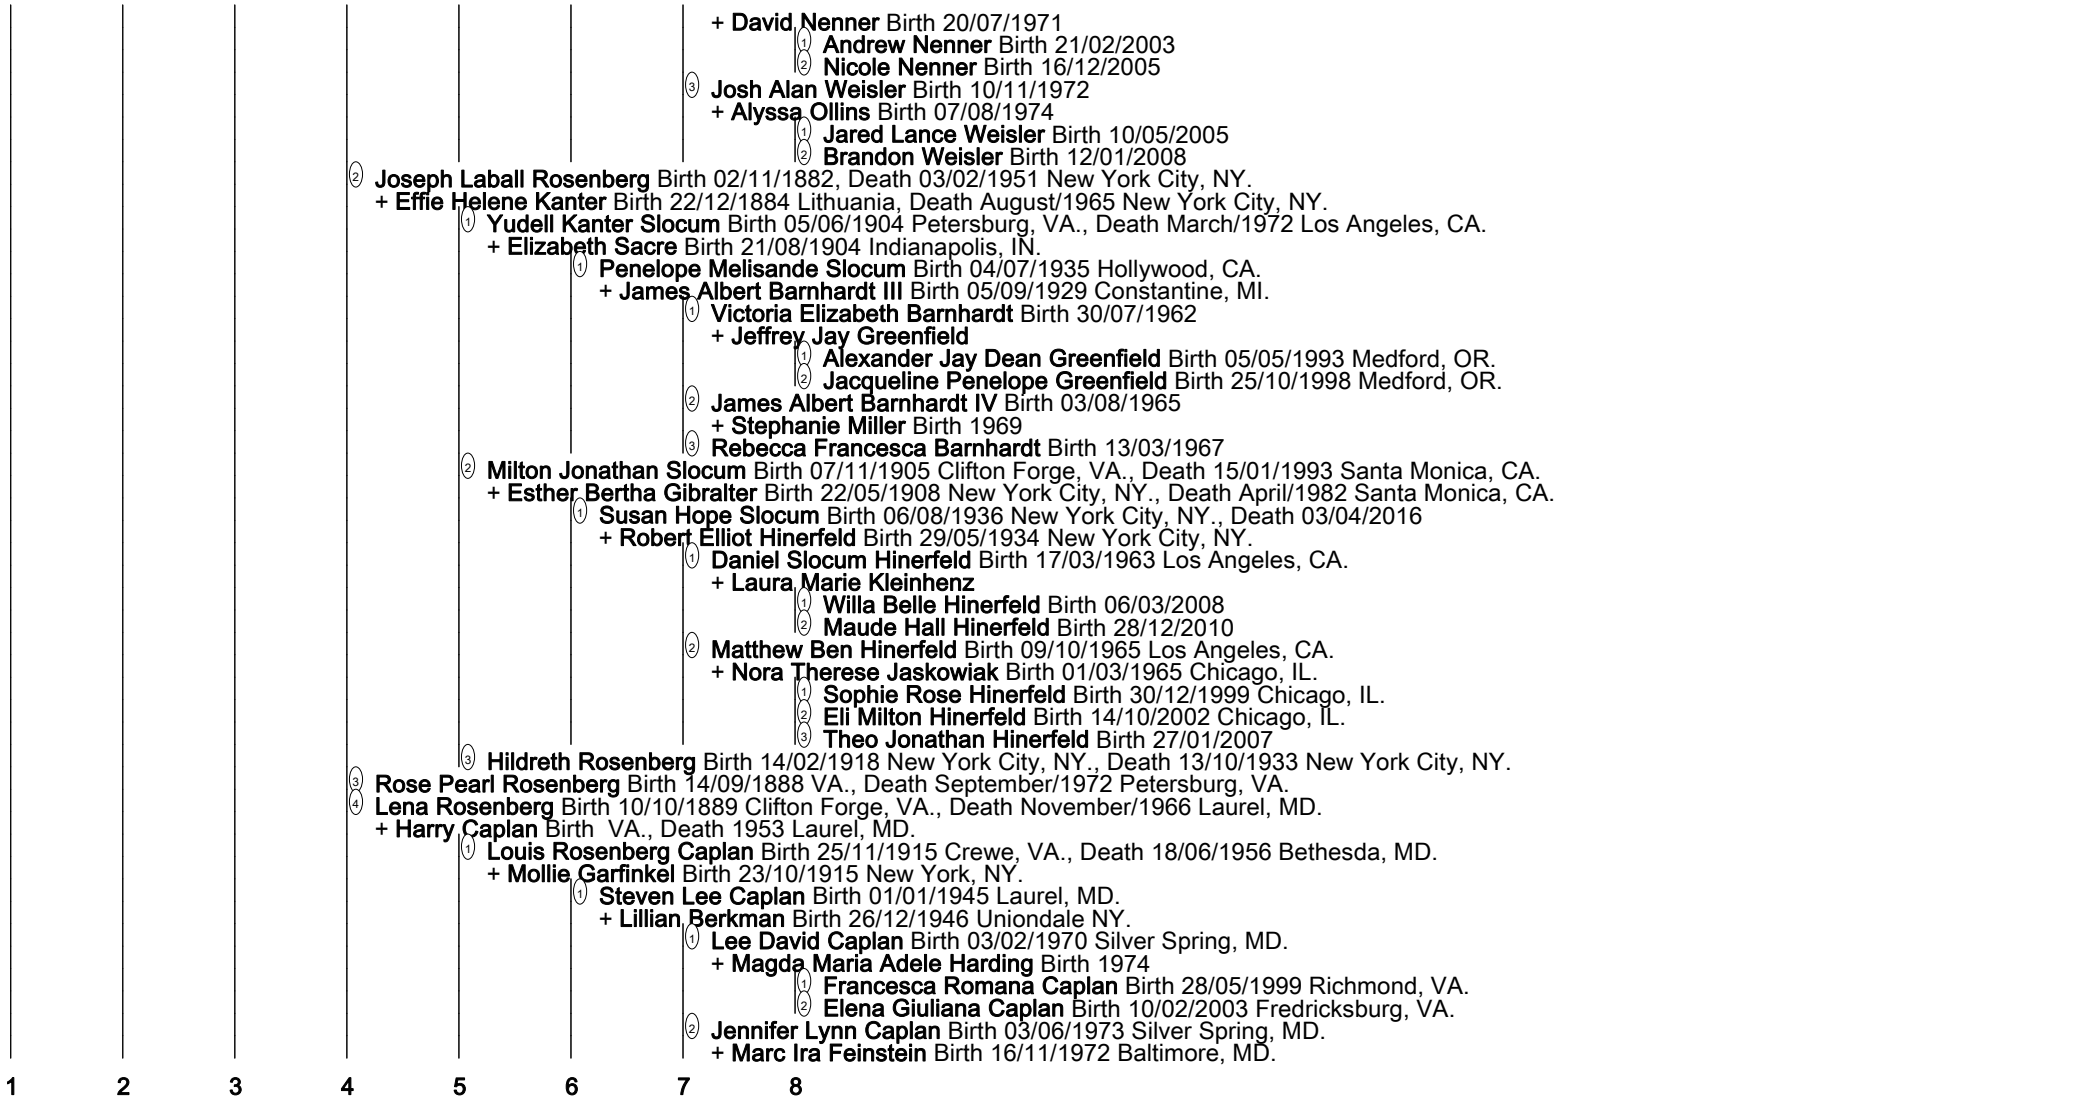 + David Nenner Birth 20/07/1971
1 Andrew Nenner Birth 21/02/2003
2 Nicole Nenner Birth 16/12/2005
3 Josh Alan Weisler Birth 10/11/1972
+ Alyssa Ollins Birth 07/08/1974
1 Jared Lance Weisler Birth 10/05/2005
2 Brandon Weisler Birth 12/01/2008
2 Joseph Laball Rosenberg Birth 02/11/1882, Death 03/02/1951 New York City, NY.
+ Effie Helene Kanter Birth 22/12/1884 Lithuania, Death August/1965 New York City, NY.
1 Yudell Kanter Slocum Birth 05/06/1904 Petersburg, VA., Death March/1972 Los Angeles, CA.
+ Elizabeth Sacre Birth 21/08/1904 Indianapolis, IN.
1 Penelope Melisande Slocum Birth 04/07/1935 Hollywood, CA.
+ James Albert Barnhardt III Birth 05/09/1929 Constantine, MI.
1 Victoria Elizabeth Barnhardt Birth 30/07/1962
+ Jeffrey Jay Greenfield
1 Alexander Jay Dean Greenfield Birth 05/05/1993 Medford, OR.
2 Jacqueline Penelope Greenfield Birth 25/10/1998 Medford, OR.
2 James Albert Barnhardt IV Birth 03/08/1965
+ Stephanie Miller Birth 1969
3 Rebecca Francesca Barnhardt Birth 13/03/1967
2 Milton Jonathan Slocum Birth 07/11/1905 Clifton Forge, VA., Death 15/01/1993 Santa Monica, CA.
+ Esther Bertha Gibralter Birth 22/05/1908 New York City, NY., Death April/1982 Santa Monica, CA.
1 Susan Hope Slocum Birth 06/08/1936 New York City, NY., Death 03/04/2016
+ Robert Elliot Hinerfeld Birth 29/05/1934 New York City, NY.
1 Daniel Slocum Hinerfeld Birth 17/03/1963 Los Angeles, CA.
+ Laura Marie Kleinhenz
1 Willa Belle Hinerfeld Birth 06/03/2008
2 Maude Hall Hinerfeld Birth 28/12/2010
2 Matthew Ben Hinerfeld Birth 09/10/1965 Los Angeles, CA.
+ Nora Therese Jaskowiak Birth 01/03/1965 Chicago, IL.
1 Sophie Rose Hinerfeld Birth 30/12/1999 Chicago, IL.
2 Eli Milton Hinerfeld Birth 14/10/2002 Chicago, IL.
3 Theo Jonathan Hinerfeld Birth 27/01/2007
3 Hildreth Rosenberg Birth 14/02/1918 New York City, NY., Death 13/10/1933 New York City, NY.
3 Rose Pearl Rosenberg Birth 14/09/1888 VA., Death September/1972 Petersburg, VA.
4 Lena Rosenberg Birth 10/10/1889 Clifton Forge, VA., Death November/1966 Laurel, MD.
+ Harry Caplan Birth  VA., Death 1953 Laurel, MD.
1 Louis Rosenberg Caplan Birth 25/11/1915 Crewe, VA., Death 18/06/1956 Bethesda, MD.
+ Mollie Garfinkel Birth 23/10/1915 New York, NY.
1 Steven Lee Caplan Birth 01/01/1945 Laurel, MD.
+ Lillian Berkman Birth 26/12/1946 Uniondale NY.
1 Lee David Caplan Birth 03/02/1970 Silver Spring, MD.
+ Magda Maria Adele Harding Birth 1974
1 Francesca Romana Caplan Birth 28/05/1999 Richmond, VA.
2 Elena Giuliana Caplan Birth 10/02/2003 Fredricksburg, VA.
2 Jennifer Lynn Caplan Birth 03/06/1973 Silver Spring, MD.
+ Marc Ira Feinstein Birth 16/11/1972 Baltimore, MD.
1 2 3 4 5 6 7 8